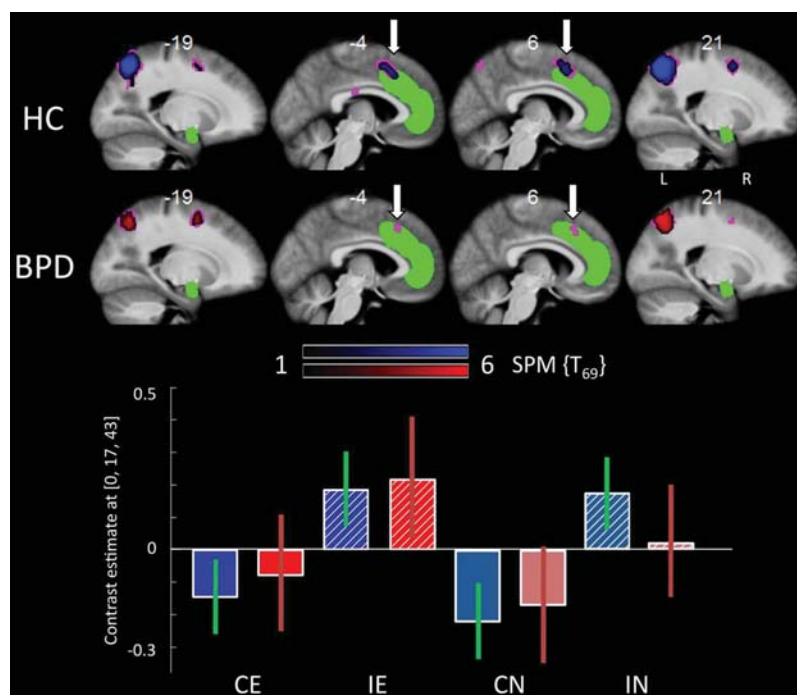 -19 -4 6 21
HC
L R
-19 -4 6 21
BPD
1 6 SPM {T₆₉}
0.5
0
-0.3
Contrast estimate at [0, 17, 43]
CE IE CN IN